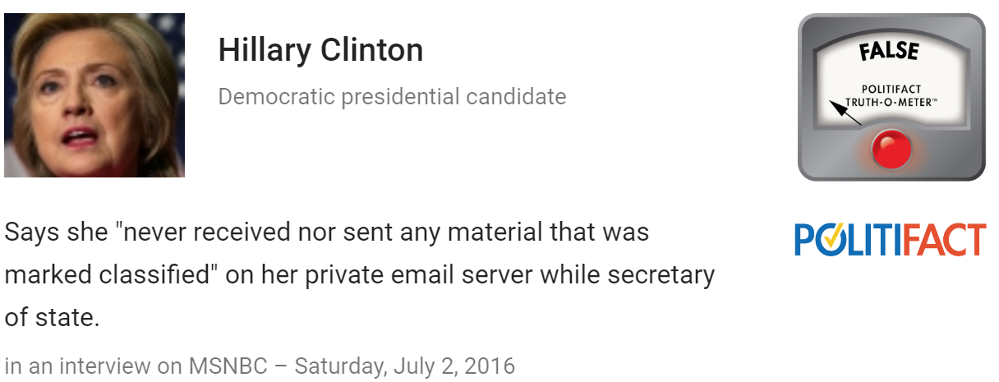 Hillary Clinton
Democratic presidential candidate
FALSE
POLITIFACT
TRUTH-O-METER™
Says she "never received nor sent any material that was
marked classified" on her private email server while secretary
of state.
in an interview on MSNBC – Saturday, July 2, 2016
POLITIFACT